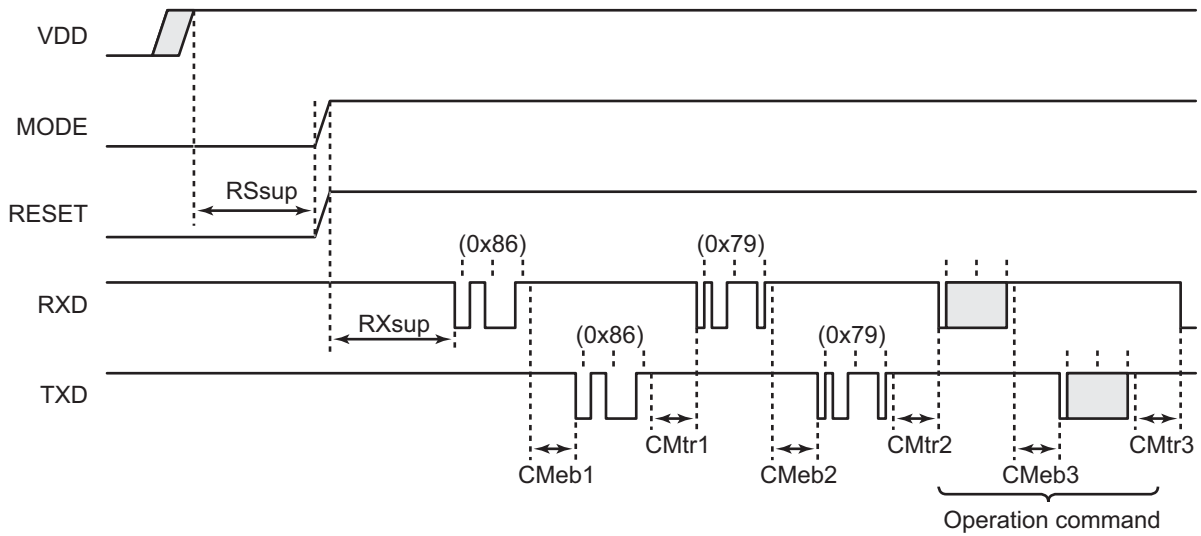 VDD
MODE
RSsup
RESET
(0x86)
(0x79)
RXD
RXsup
(0x86)
(0x79)
TXD
CMtr1
CMtr2
CMtr3
CMeb1
CMeb2
CMeb3
Operation command